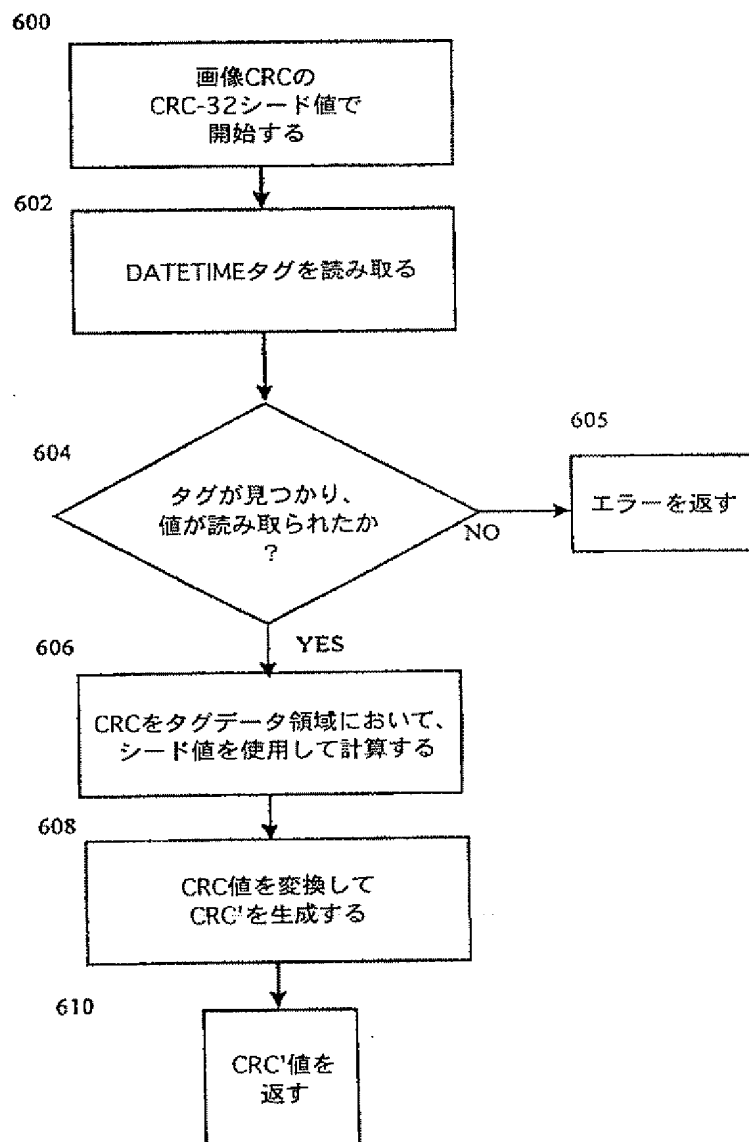 600
画像CRCの
CRC-32シード値で
開始する
602
DATETIMEタグを読み取る
604
タグが見つかり、
値が読み取られたか
?
NO
605
エラーを返す
YES
606
CRCをタグデータ領域において、
シード値を使用して計算する
608
CRC値を変換して
CRC'を生成する
610
CRC'値を
返す